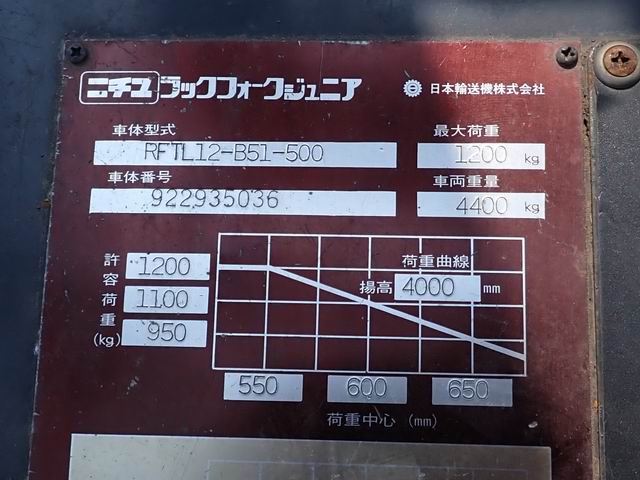 ニチユ ラックフォークジュニア 日本輸送機株式会社
車体型式 最大荷重
RFTL12-B51-500 1200 kg
車体番号 車両重量
922935036 4400 kg
許容荷重(kg)
1200
1100
950
荷重曲線
揚高 4000 mm
550 600 650
荷重中心 (mm)